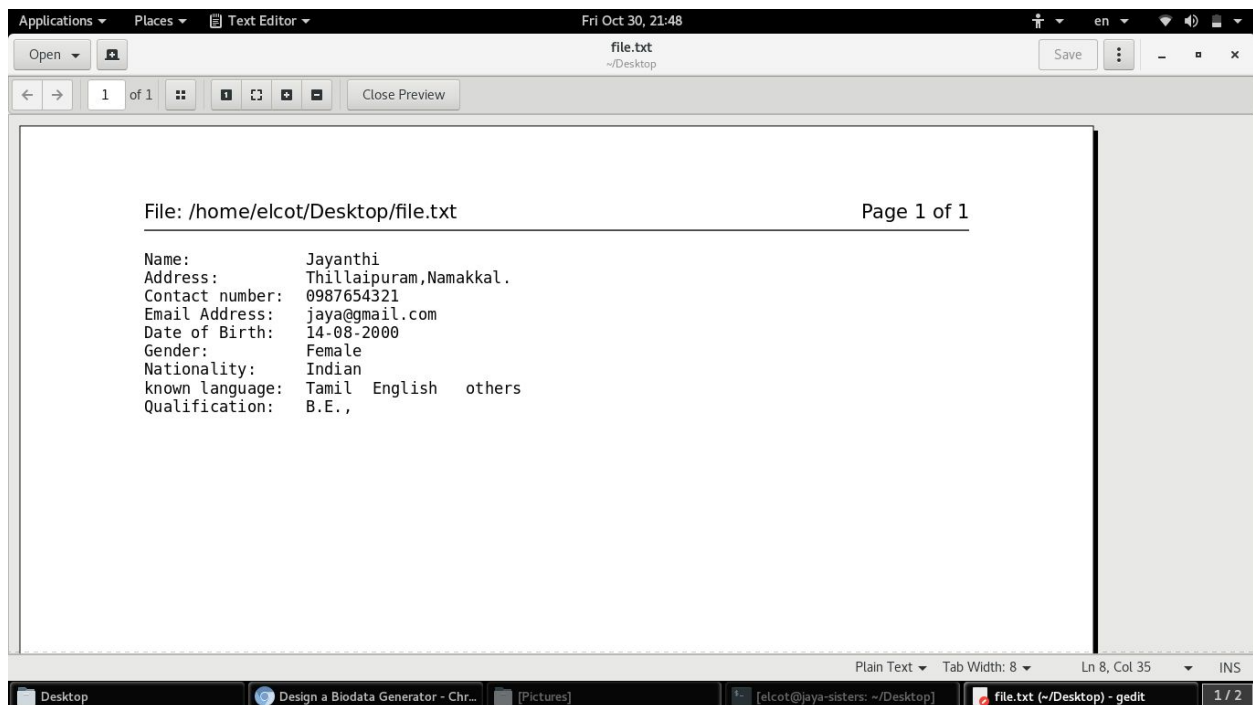 Applications Places Text Editor Fri Oct 30, 21:48 en
Open file.txt Save
~/Desktop
1 of 1 Close Preview
File: /home/elcot/Desktop/file.txt Page 1 of 1
Name: Jayanthi
Address: Thillaipuram,Namakkal.
Contact number: 0987654321
Email Address: jaya@gmail.com
Date of Birth: 14-08-2000
Gender: Female
Nationality: Indian
known language: Tamil English others
Qualification: B.E.,
Plain Text Tab Width: 8 Ln 8, Col 35 INS
Desktop Design a Biodata Generator - Chr... [Pictures] [elcot@jaya-sisters: ~/Desktop] file.txt (~/Desktop) - gedit 1 / 2